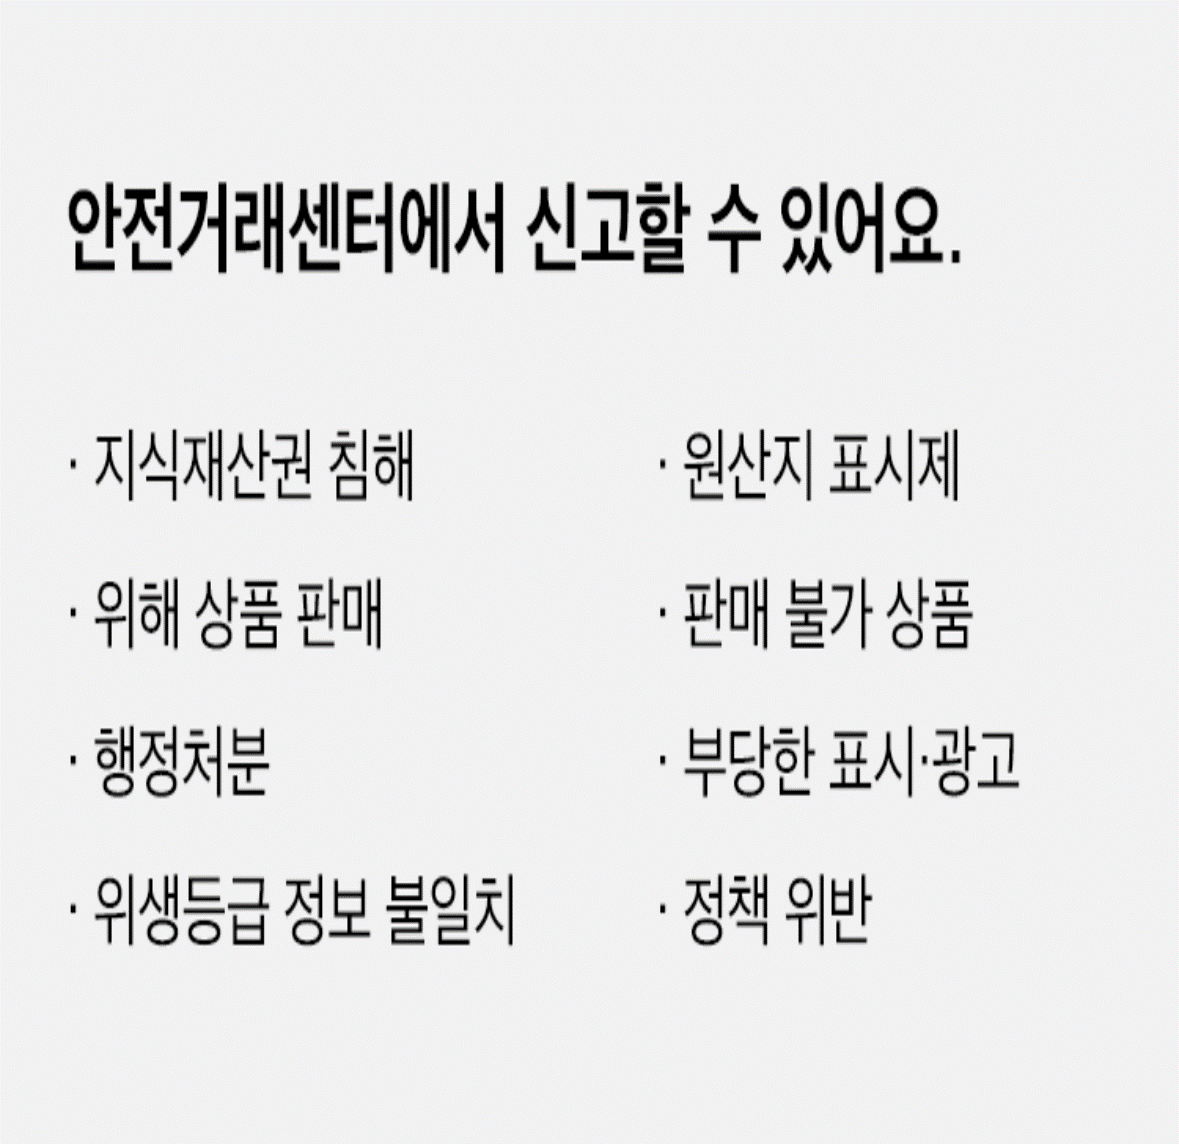 안전거래센터에서 신고할 수 있어요.
· 지식재산권 침해
· 원산지 표시제
· 위해 상품 판매
· 판매 불가 상품
· 행정처분
· 부당한 표시·광고
· 위생등급 정보 불일치
· 정책 위반